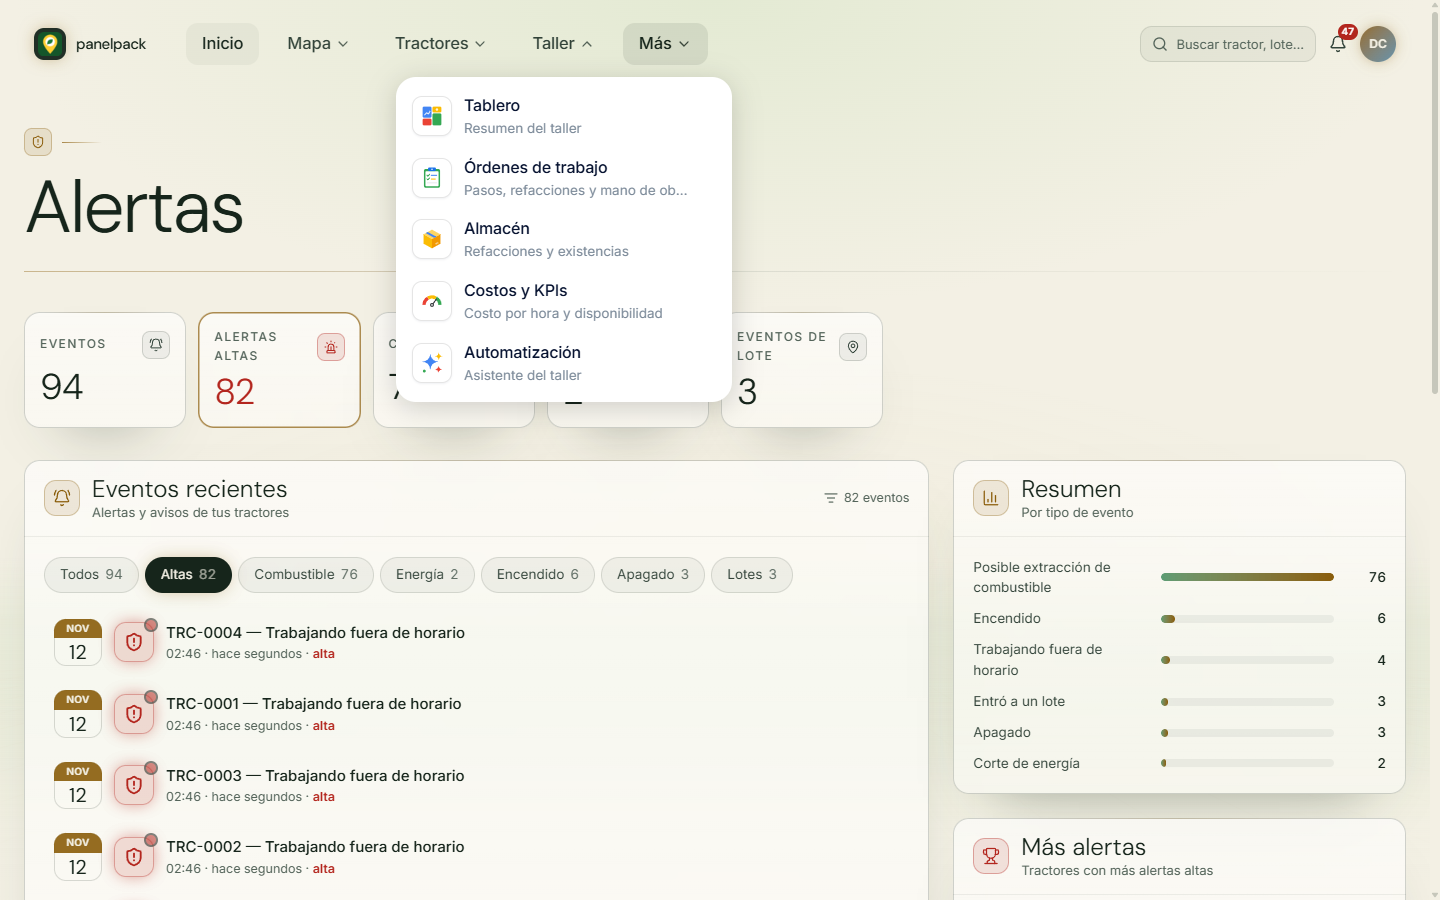 panelpack
Inicio
Mapa
Tractores
Taller
Más
Buscar tractor, lote...
47
DC
Tablero
Resumen del taller
Órdenes de trabajo
Pasos, refacciones y mano de ob...
Almacén
Refacciones y existencias
Costos y KPIs
Costo por hora y disponibilidad
Automatización
Asistente del taller
Alertas
EVENTOS
94
ALERTAS
ALTAS
82
EVENTOS DE
LOTE
3
Eventos recientes
Alertas y avisos de tus tractores
82 eventos
Todos 94
Altas 82
Combustible 76
Energía 2
Encendido 6
Apagado 3
Lotes 3
NOV
12
TRC-0004 — Trabajando fuera de horario
02:46 · hace segundos · alta
NOV
12
TRC-0001 — Trabajando fuera de horario
02:46 · hace segundos · alta
NOV
12
TRC-0003 — Trabajando fuera de horario
02:46 · hace segundos · alta
NOV
12
TRC-0002 — Trabajando fuera de horario
02:46 · hace segundos · alta
Resumen
Por tipo de evento
Posible extracción de
combustible
76
Encendido
6
Trabajando fuera de
horario
4
Entró a un lote
3
Apagado
3
Corte de energía
2
Más alertas
Tractores con más alertas altas